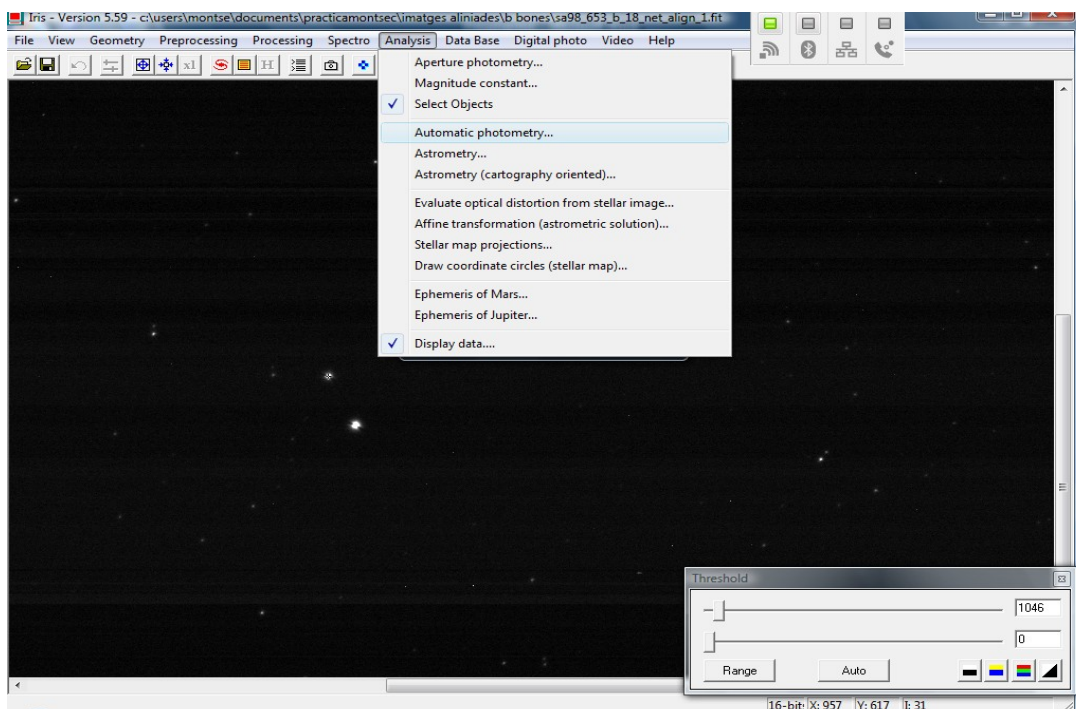 Iris - Version 5.59 - c:\users\montse\documents\practicamontsec\imatges aliniades\b bones\sa98_653_b_18_net_align_1.fit
File View Geometry Preprocessing Processing Spectro Analysis Data Base Digital photo Video Help
x1 H
Aperture photometry...
Magnitude constant...
Select Objects
Automatic photometry...
Astrometry...
Astrometry (cartography oriented)...
Evaluate optical distortion from stellar image...
Affine transformation (astrometric solution)...
Stellar map projections...
Draw coordinate circles (stellar map)...
Ephemeris of Mars...
Ephemeris of Jupiter...
Display data....
Threshold
1046
0
Range Auto
16-bit: X: 957 Y: 617 I: 31